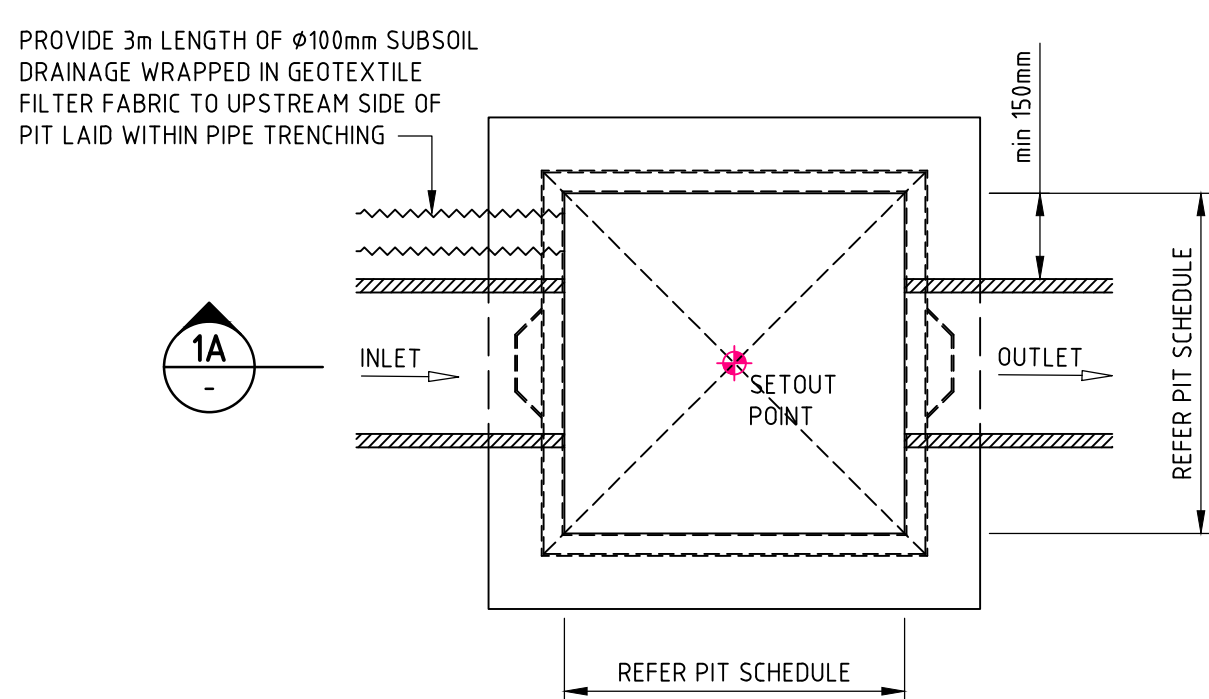 PROVIDE 3m LENGTH OF Ø100mm SUBSOIL
DRAINAGE WRAPPED IN GEOTEXTILE
FILTER FABRIC TO UPSTREAM SIDE OF
PIT LAID WITHIN PIPE TRENCHING
min 150mm
REFER PIT SCHEDULE
1A
-
INLET
OUTLET
SETOUT
POINT
REFER PIT SCHEDULE